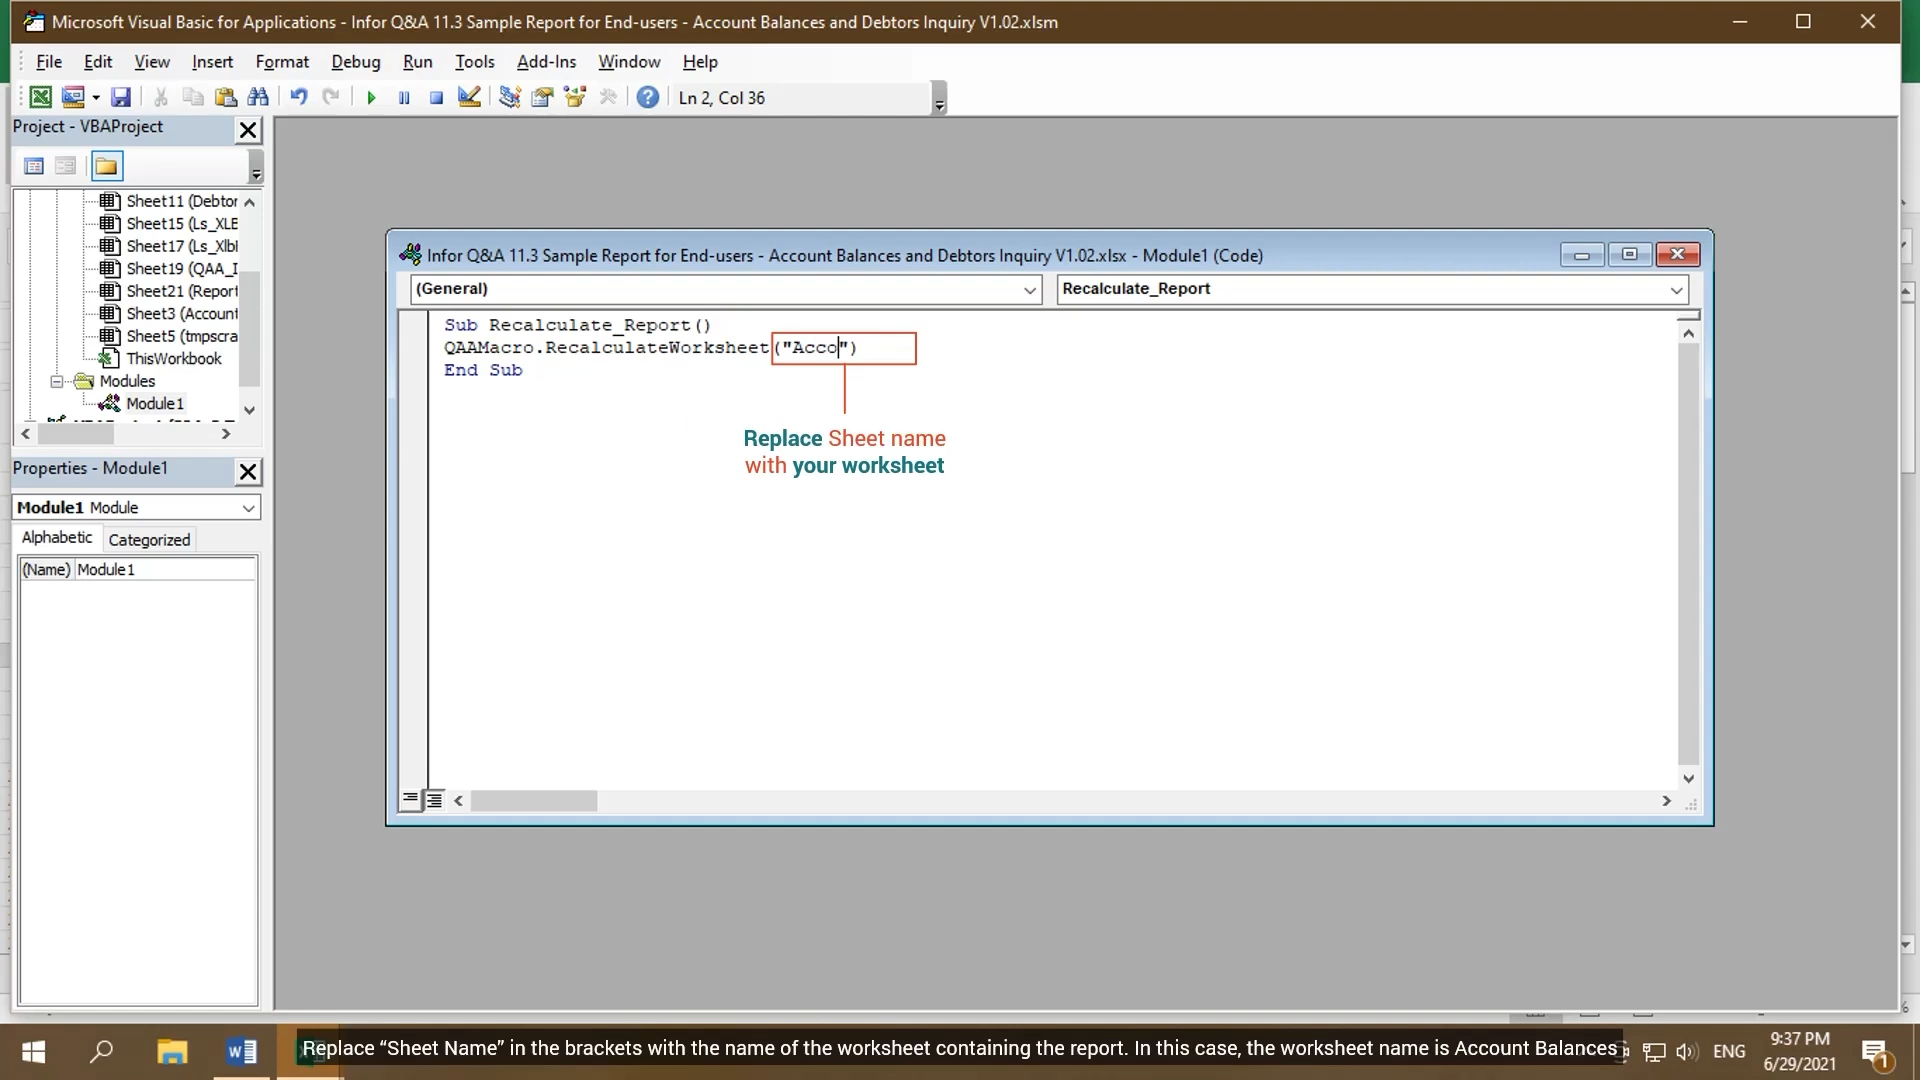 Microsoft Visual Basic for Applications - Infor Q&A 11.3 Sample Report for End-users - Account Balances and Debtors Inquiry V1.02.xlsm
File Edit View Insert Format Debug Run Tools Add-Ins Window Help
Ln 2, Col 36
Project - VBAProject
Sheet11 (Debtor
Sheet15 (Ls_XLB
Sheet17 (Ls_Xlbl
Sheet19 (QAA_I
Sheet21 (Report
Sheet3 (Account
Sheet5 (tmpscra
ThisWorkbook
Modules
Module1
Properties - Module1
Module1 Module
Alphabetic Categorized
(Name) Module1
Infor Q&A 11.3 Sample Report for End-users - Account Balances and Debtors Inquiry V1.02.xlsx - Module1 (Code)
(General) Recalculate_Report
Sub Recalculate_Report()
QAAMacro.RecalculateWorksheet("Acco")
End Sub
Replace Sheet name
with your worksheet
Replace “Sheet Name” in the brackets with the name of the worksheet containing the report. In this case, the worksheet name is Account Balances
ENG
9:37 PM
6/29/2021
1